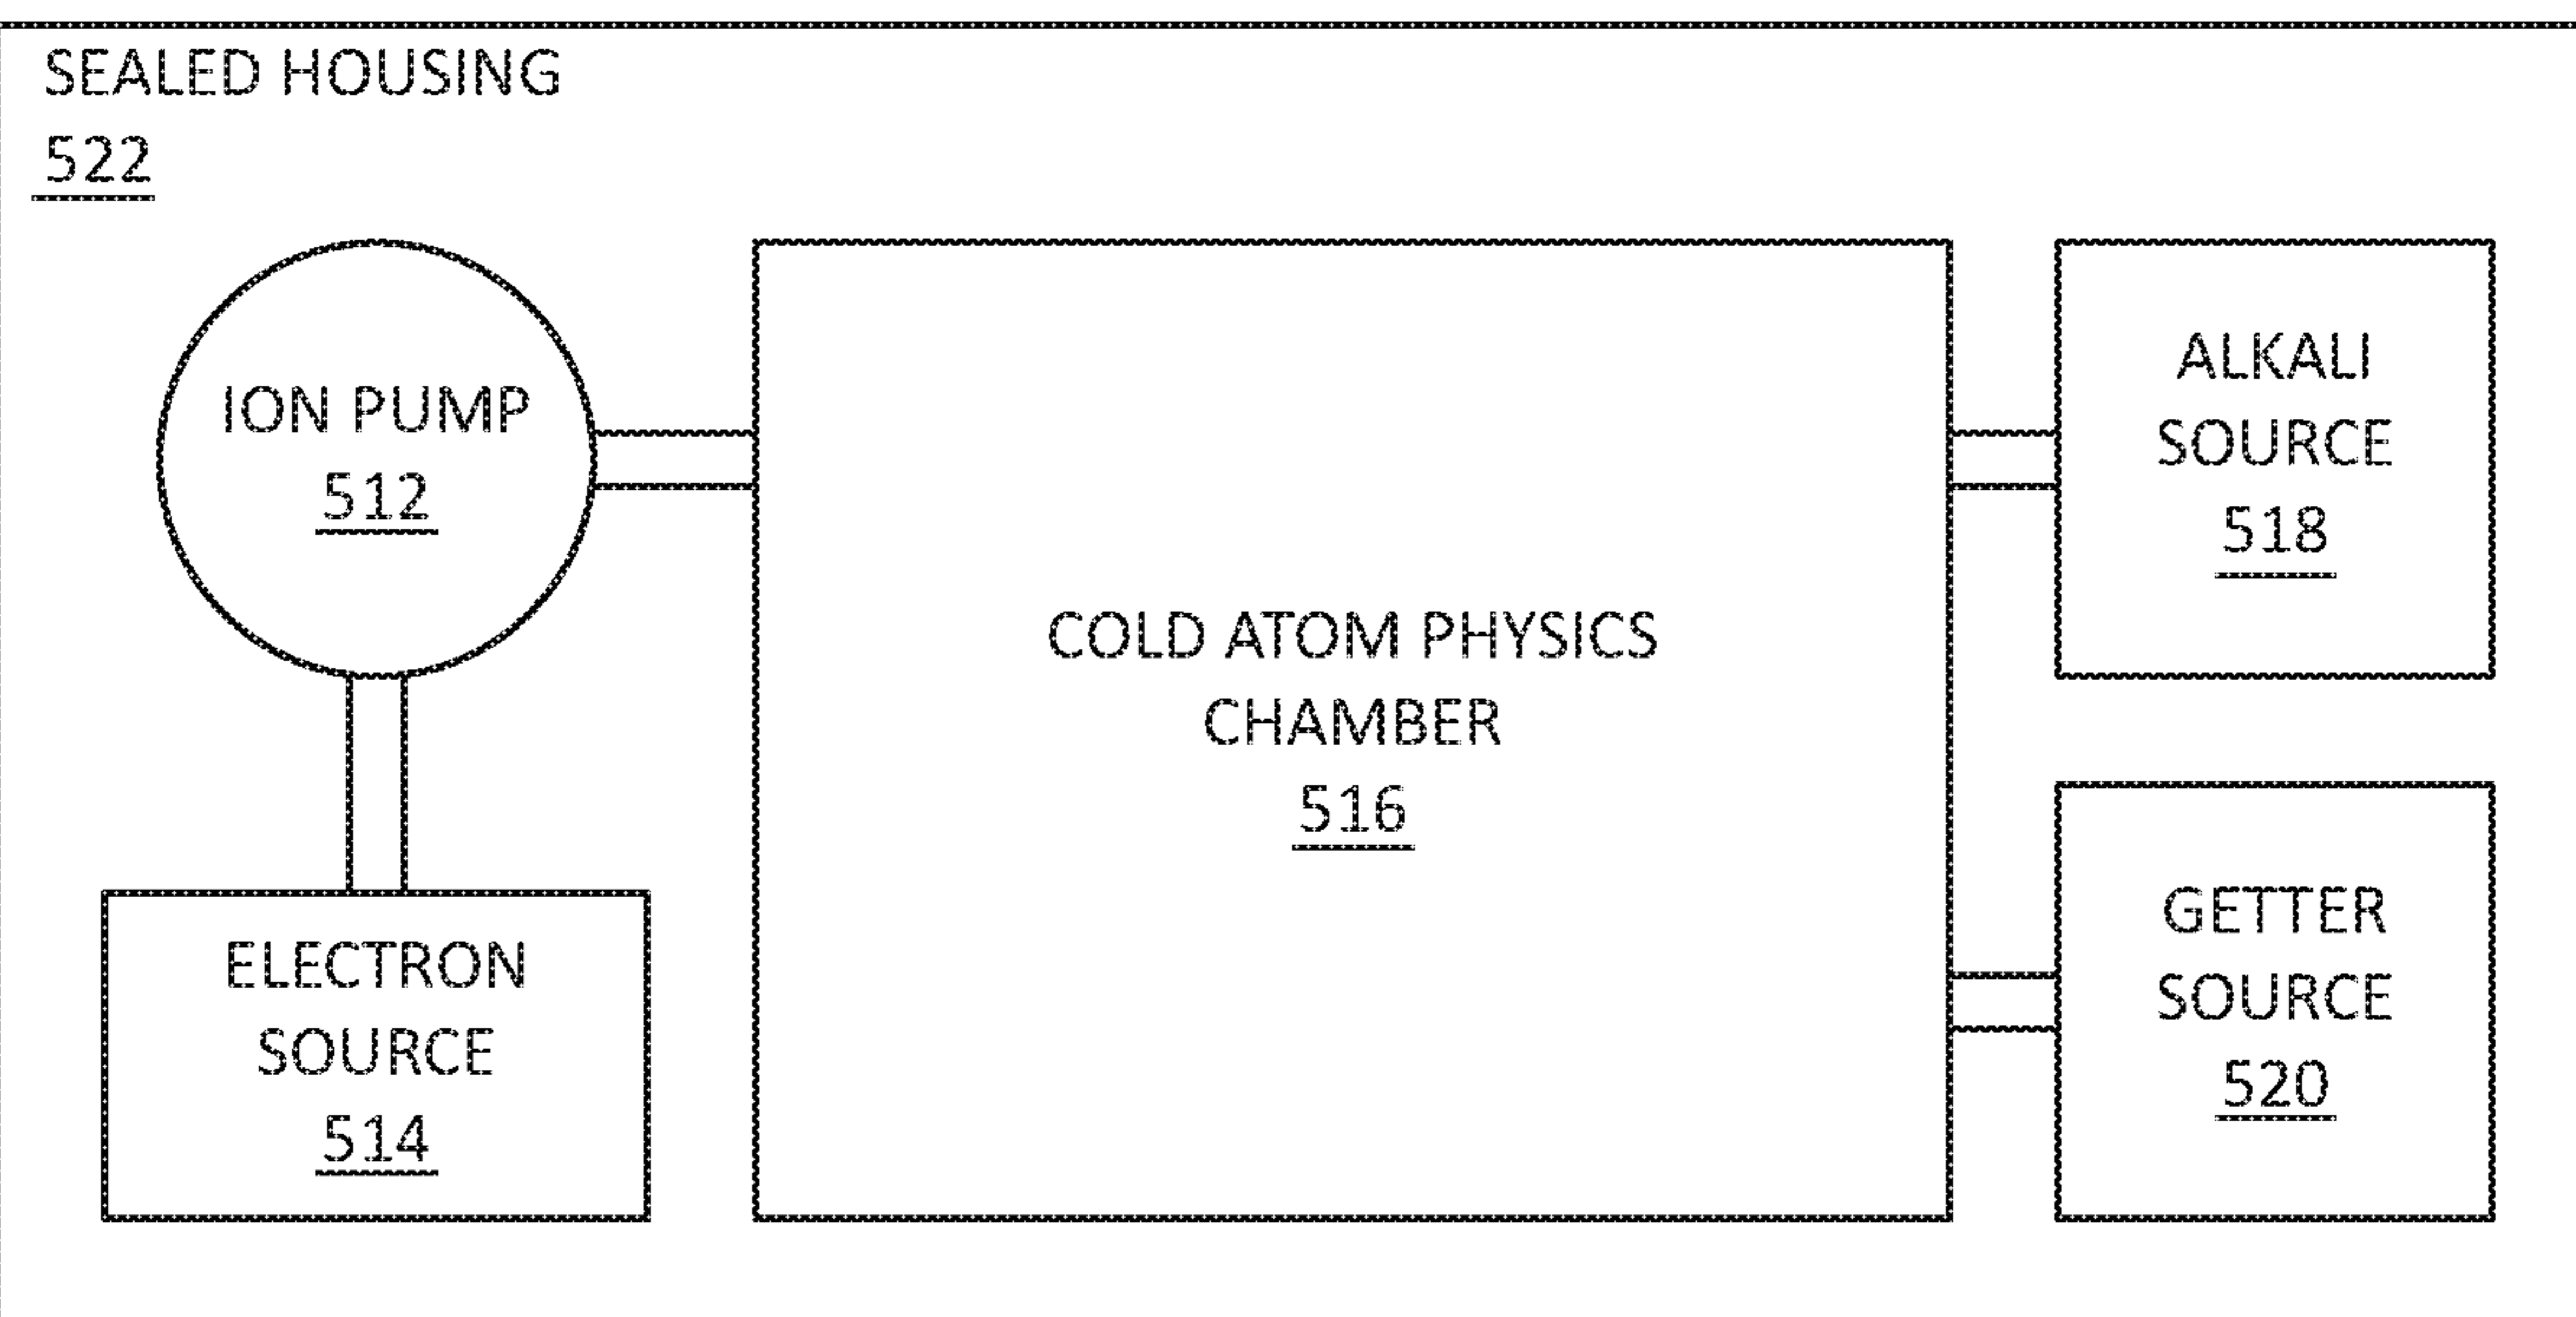 SEALED HOUSING
522
ION PUMP
512
ELECTRON
SOURCE
514
COLD ATOM PHYSICS
CHAMBER
516
ALKALI
SOURCE
518
GETTER
SOURCE
520